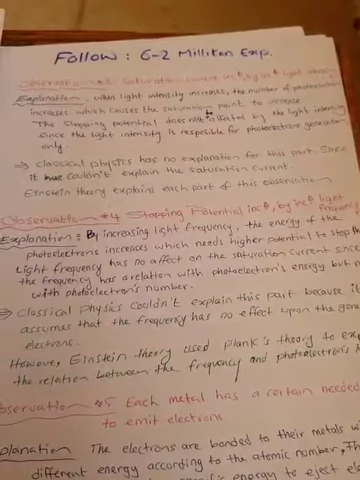 Follow : 6-2 Millikan Exp.
Observation #3: Saturation current inc↑, by inc↑ light
Explanation: When light intensity increases, the number of photoelectrons
increases which causes the saturation point to increase
The stopping potential does not affected by the light intensity
since the light intensity is resposible for photoelectrons generation
only.
→ Classical physics has no explanation for this part. Since
it couldn't explain the saturation current.
Einstein theory explains each part of this observation
Observation #4 Stopping Potential inc↑, by inc↑ light frequency
Explanation: By increasing light frequency, the energy of the
photoelectrons increases which needs higher potential to stop
Light frequency has no affect on the saturation current since
the frequency has a relation with photoelectron's energy but
with photoelectron's number.
→ Classical Physics couldn't explain this part because it
assumes that the frequency has no effect upon the
electrons.
However, Einstein theory used Plank's theory to
the relation between the frequency and photoelectron's
observation #5 Each metal has a certain needed
to emit electrons
planation The electrons are bonded to their metals
different energy according to the atomic number,
energy to eject